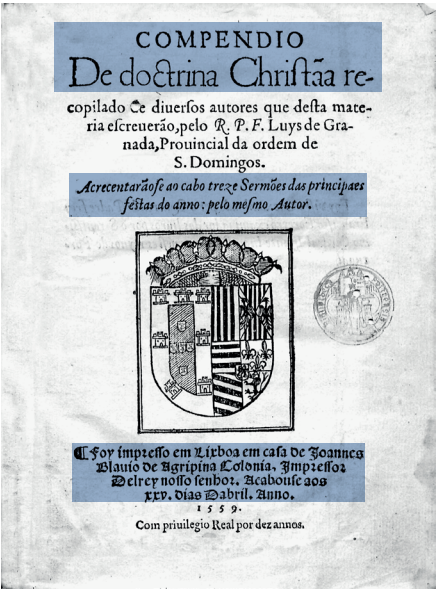 COMPENDIO
De doctrina Chriſtãa re-
copilado de diuerſos autores que deſta mate-
ria eſcreuerão, pelo R. P. F. Luys de Gra-
nada, Prouincial da ordem de
S. Domingos.
Acrecentarãoſe ao cabo treze Sermões das principaes
feſtas do anno: pelo meſmo Autor.
¶ Foy impreſſo em Lixboa em caſa de Joannes
Blauio de Agripina Colonia, Impreſſor
Delrey noſſo ſenhor. Acabouſe aos
xxv. dias Dabril. Anno.
1559.
Com priuilegio Real por dez annos.